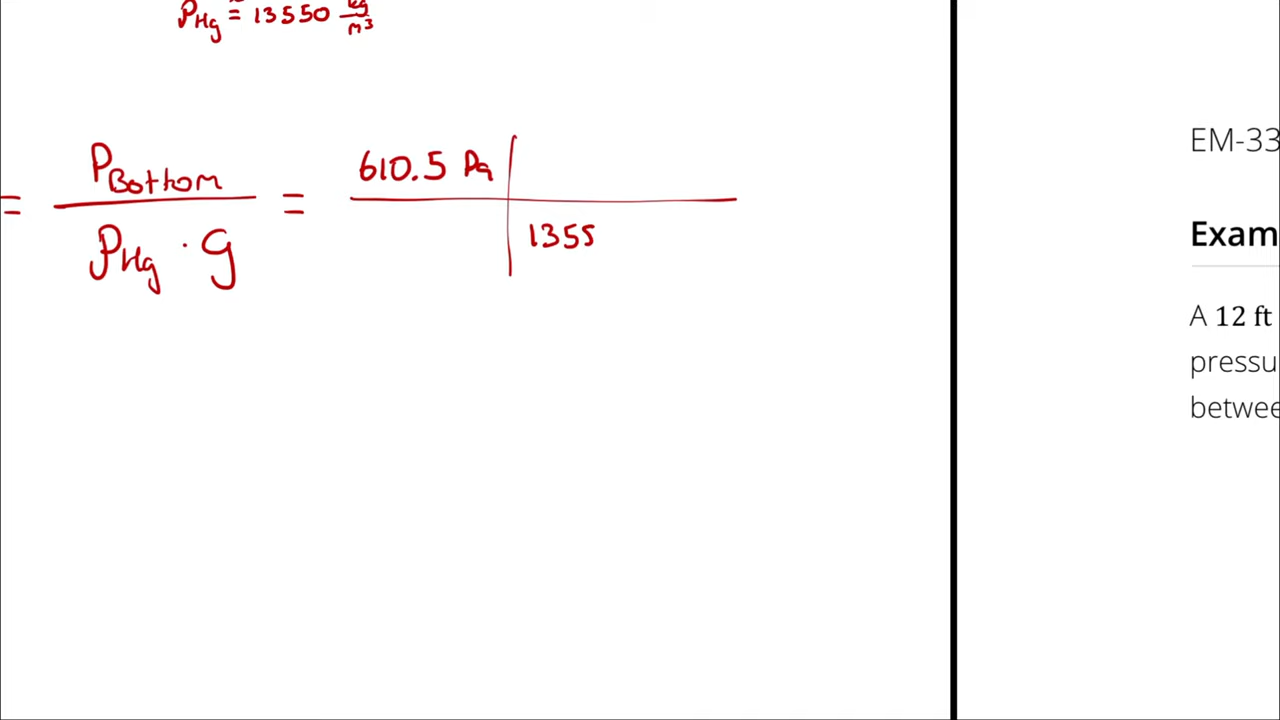 ρHg = 13550 kg/m³
= PBottom / ρHg · g = 610.5 Pa | 1355
EM-33
Exam
A 12 ft
pressu
betwee